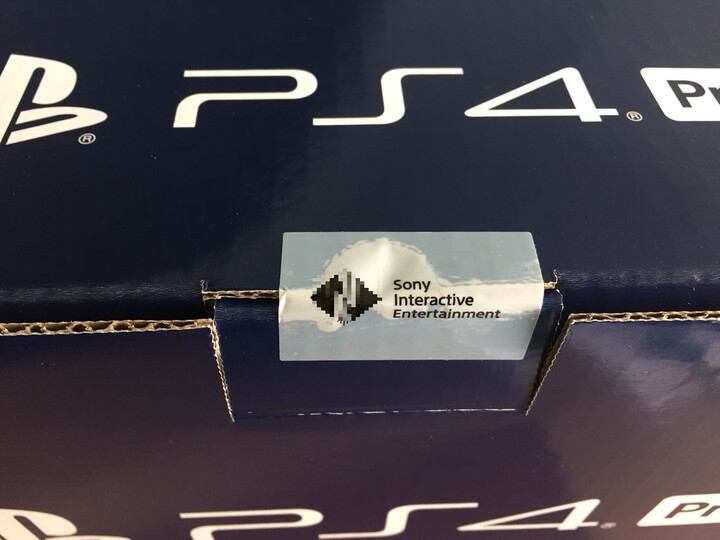 PS4® Pr
Sony
Interactive
Entertainment
PS4® Pr